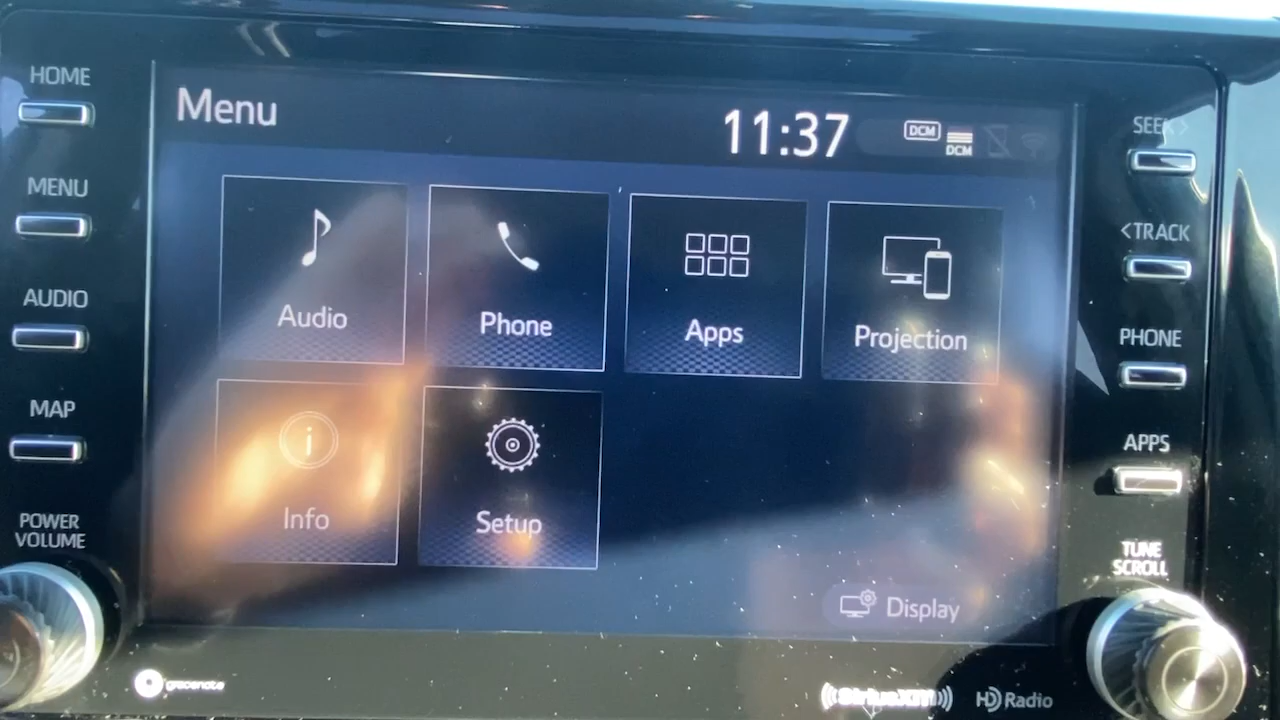 HOME
MENU
AUDIO
MAP
POWER
VOLUME
Menu
11:37
DCM
DCM
Audio
Phone
Apps
Projection
Info
Setup
Display
SEEK>
<TRACK
PHONE
APPS
TUNE
SCROLL
gracenote
((SiriusXM))
HD Radio